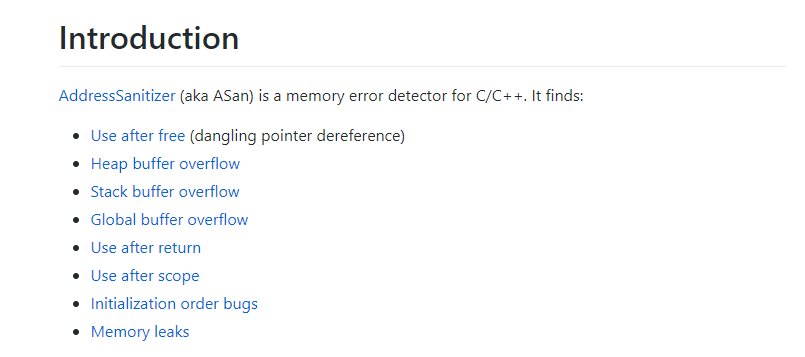 Introduction
AddressSanitizer (aka ASan) is a memory error detector for C/C++. It finds:
Use after free (dangling pointer dereference)
Heap buffer overflow
Stack buffer overflow
Global buffer overflow
Use after return
Use after scope
Initialization order bugs
Memory leaks